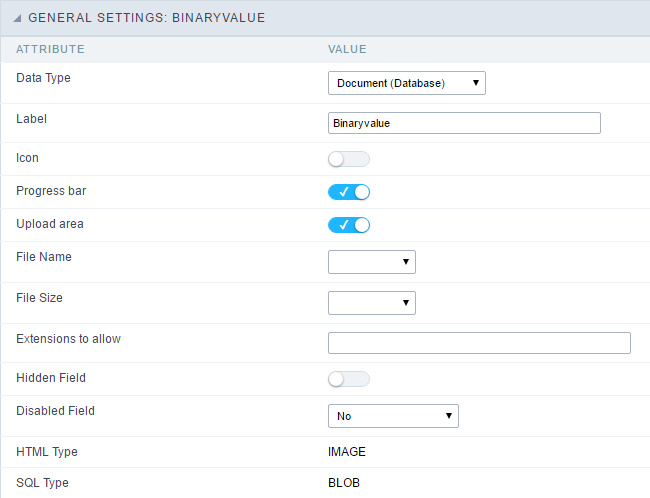 GENERAL SETTINGS: BINARYVALUE
ATTRIBUTE VALUE
Data Type Document (Database)
Label Binaryvalue
Icon
Progress bar
Upload area
File Name
File Size
Extensions to allow
Hidden Field
Disabled Field No
HTML Type IMAGE
SQL Type BLOB